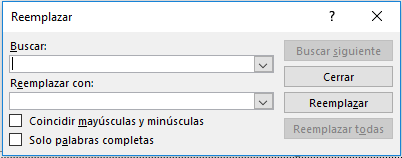 Reemplazar
?
Buscar:
Buscar siguiente
Cerrar
Reemplazar con:
Reemplazar
Coincidir mayúsculas y minúsculas
Reemplazar todas
Solo palabras completas